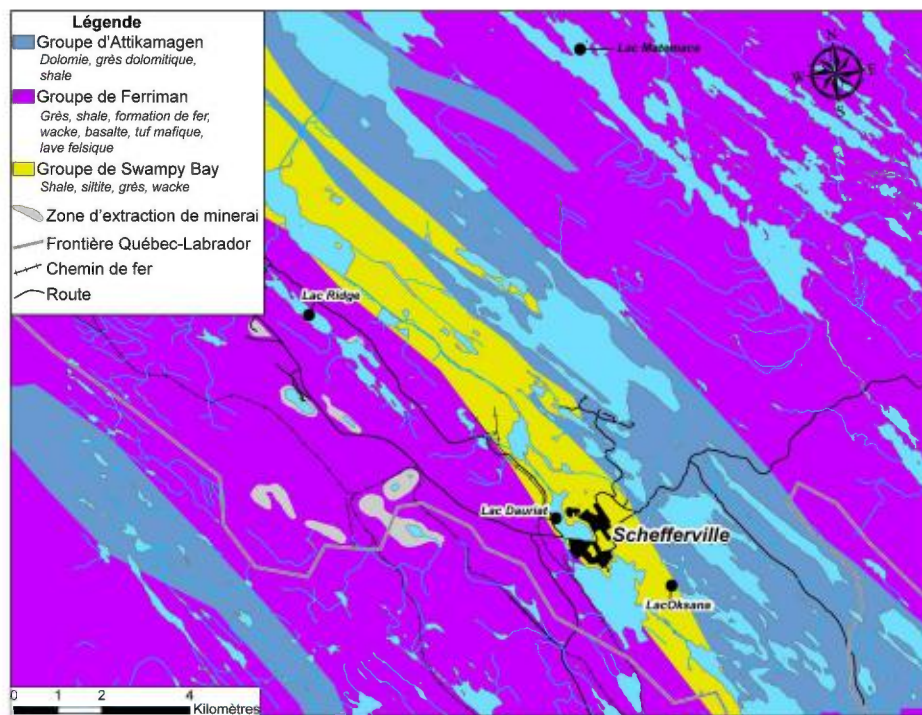 Légende
Groupe d'Attikamagen
Dolomie, grès dolomitique,
shale
Groupe de Ferriman
Grès, shale, formation de fer,
wacke, basalte, tuf mafique,
lave felsique
Groupe de Swampy Bay
Shale, siltite, grès, wacke
Zone d'extraction de minerai
Frontière Québec-Labrador
Chemin de fer
Route
Lac Matemace
N
W E
S
Lac Ridge
Lac Dauriat
Schefferville
LacOksana
0 1 2 4
Kilomètres